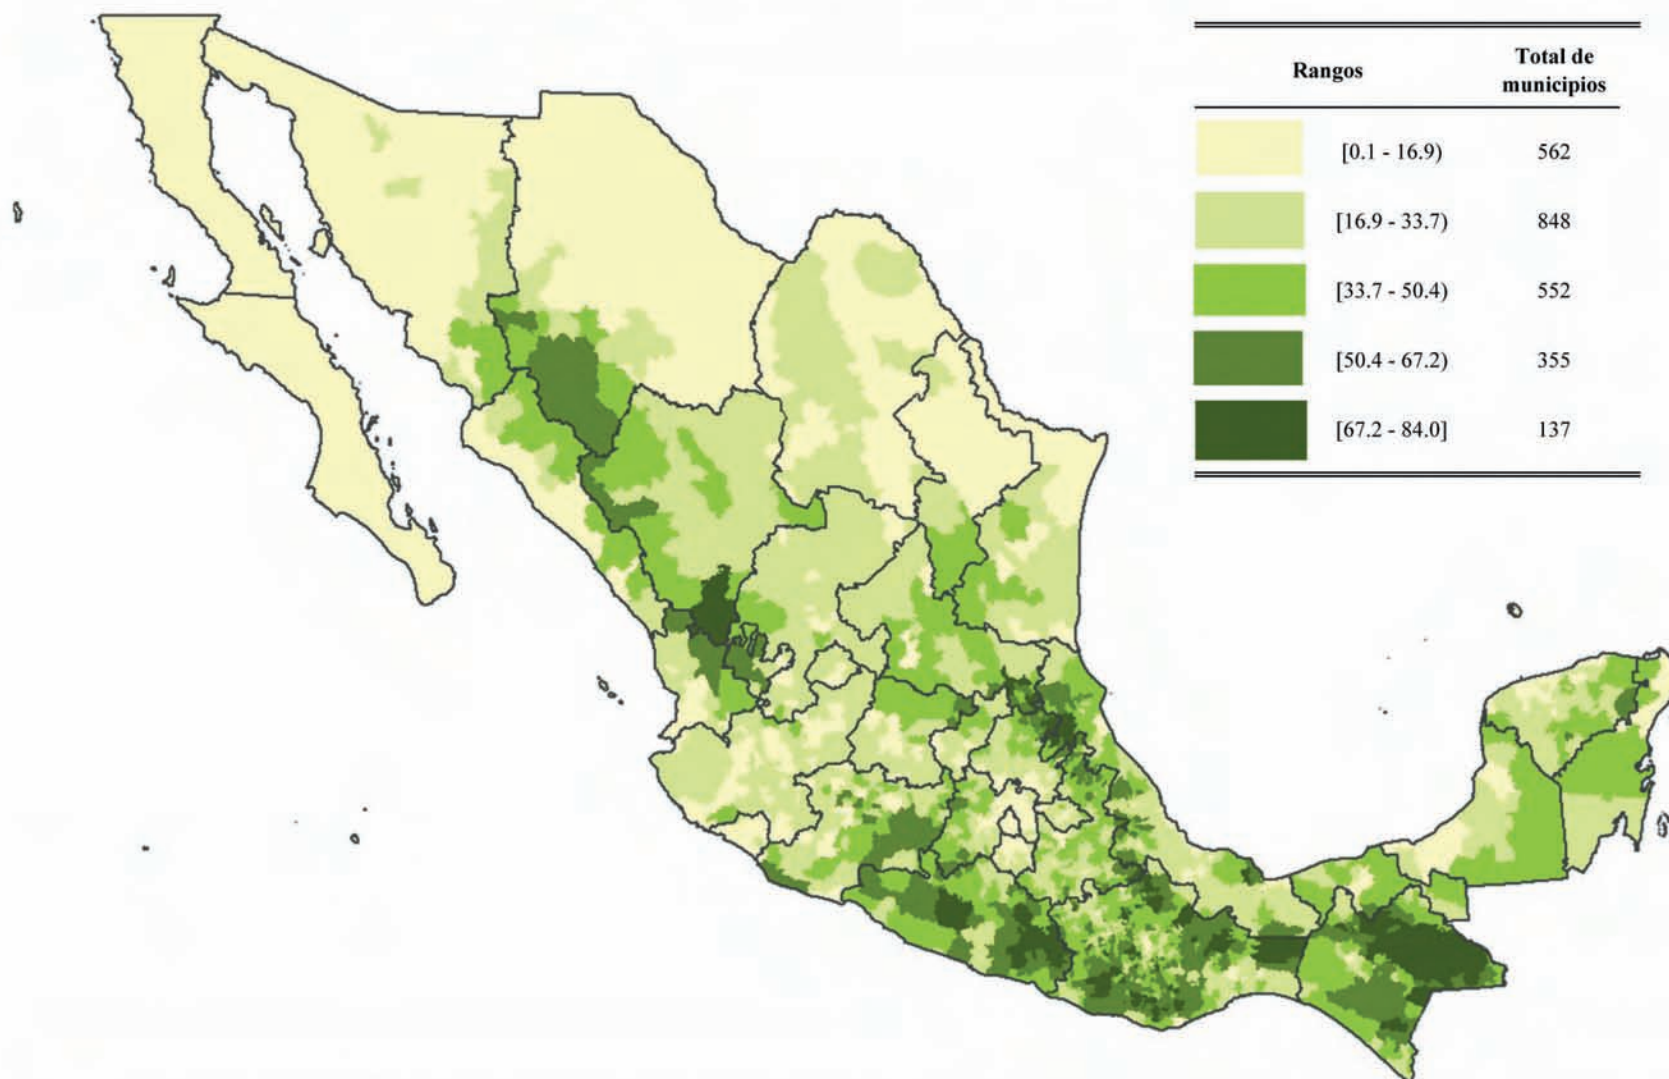 Rangos Total de
municipios
[0.1 - 16.9) 562
[16.9 - 33.7) 848
[33.7 - 50.4) 552
[50.4 - 67.2) 355
[67.2 - 84.0] 137